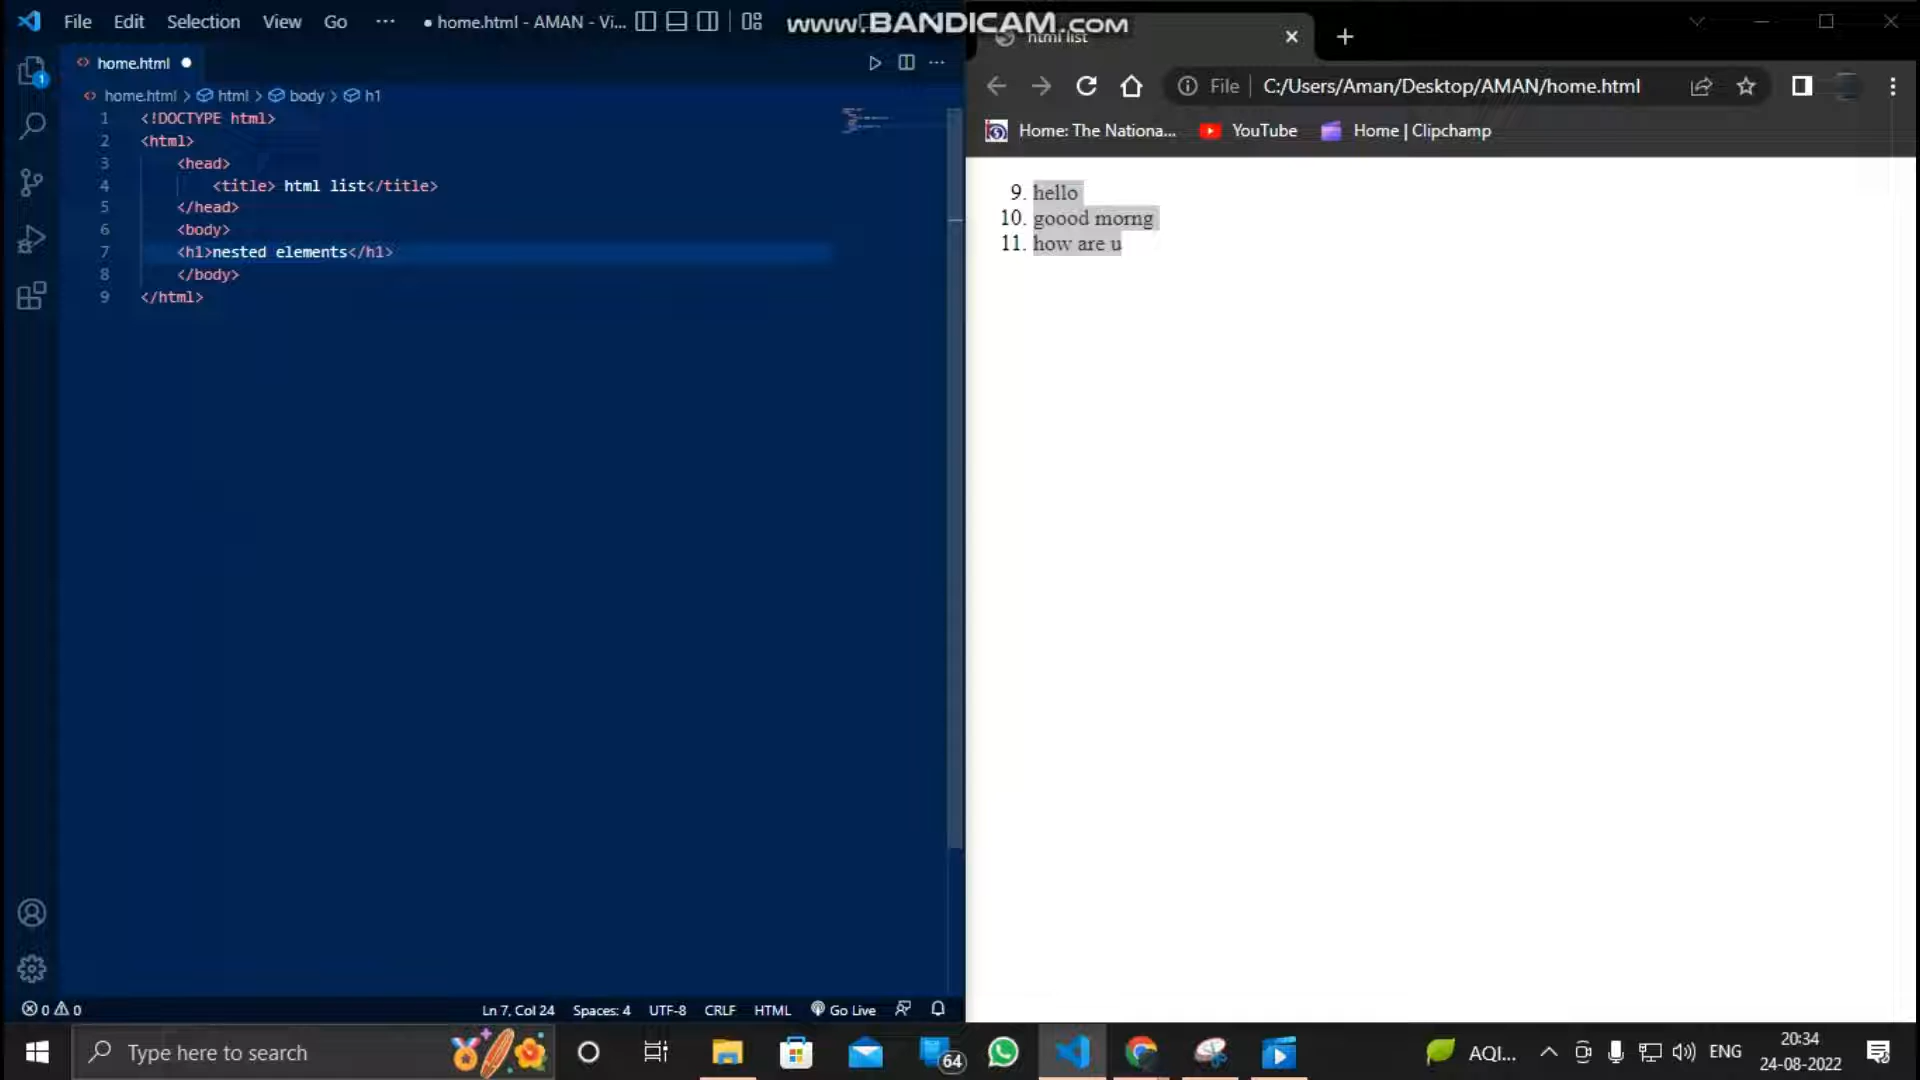 File Edit Selection View Go ··· ● home.html - AMAN - Vi...
www.BANDICAM.com
home.html ●
home.html > html > body > h1
1 <!DOCTYPE html>
2 <html>
3 <head>
4 <title> html list</title>
5 </head>
6 <body>
7 <h1>nested elements</h1>
8 </body>
9 </html>
1
0 0
Ln 7, Col 24 Spaces: 4 UTF-8 CRLF HTML Go Live
html list
File C:/Users/Aman/Desktop/AMAN/home.html
Home: The Nationa... YouTube Home | Clipchamp
9. hello
10. goood morng
11. how are u
Type here to search
64
AQI... ENG
20:34
24-08-2022